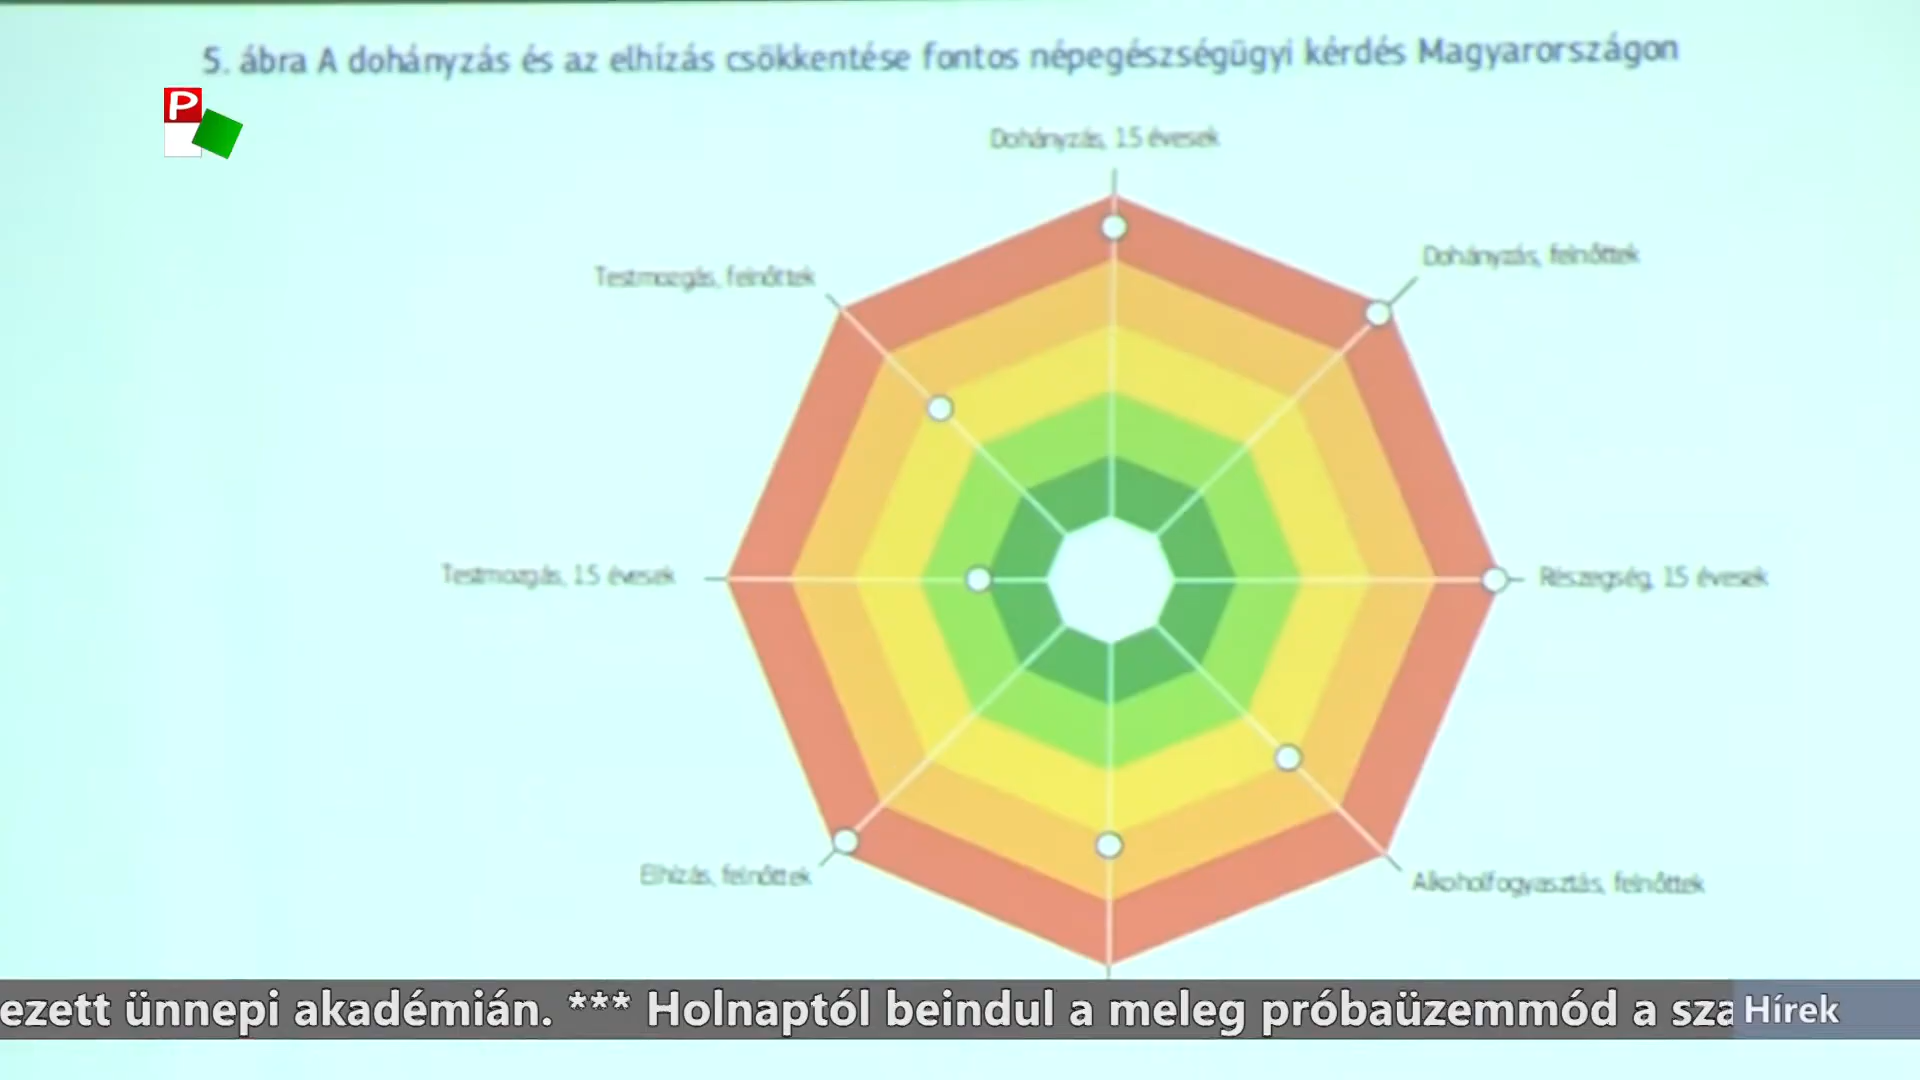 5. ábra A dohányzás és az elhízás csökkentése fontos népegészségügyi kérdés Magyarországon
P
Dohányzás, 15 évesek
Dohányzás, felnőttek
Testmozgás, felnőttek
Testmozgás, 15 évesek
Részegség, 15 évesek
Elhízás, felnőttek
Alkoholfogyasztás, felnőttek
ezett ünnepi akadémián. *** Holnaptól beindul a meleg próbaüzemmód a sza
Hírek